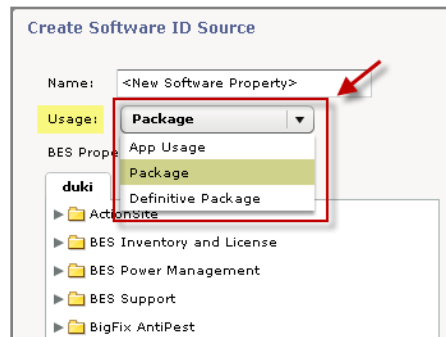 Create Software ID Source
Name: <New Software Property>
Usage: Package
App Usage
BES Prope
Package
Definitive Package
duki
ActionSite
BES Inventory and License
BES Power Management
BES Support
BigFix AntiPest